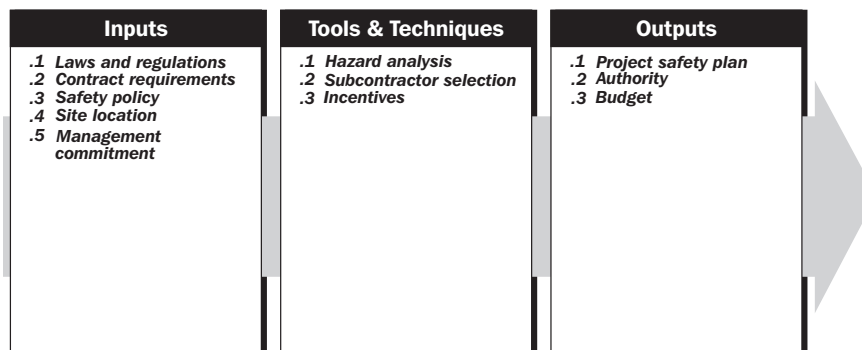 Inputs
.1 Laws and regulations
.2 Contract requirements
.3 Safety policy
.4 Site location
.5 Management
commitment
Tools & Techniques
.1 Hazard analysis
.2 Subcontractor selection
.3 Incentives
Outputs
.1 Project safety plan
.2 Authority
.3 Budget